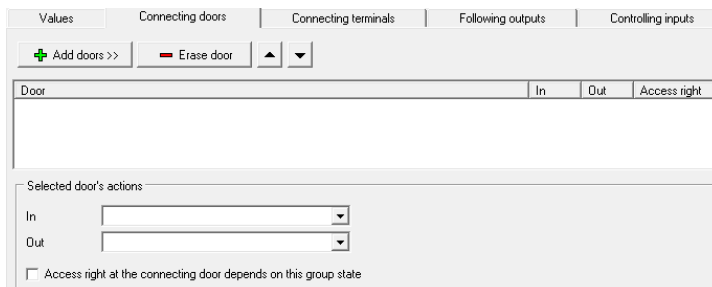 Values Connecting doors Connecting terminals Following outputs Controlling inputs
Add doors >> Erase door
Door In Out Access right
Selected door's actions
In
Out
Access right at the connecting door depends on this group state